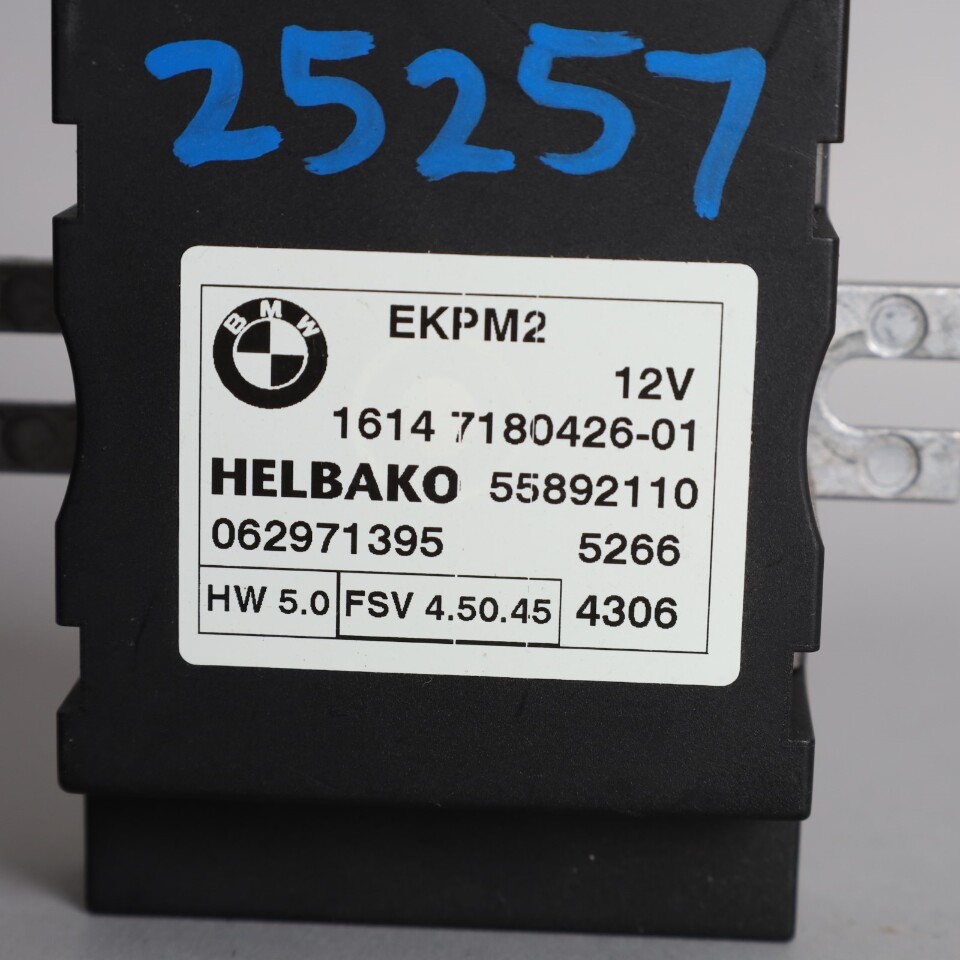 25257
BMW
EKPM2
12V
1614 7180426-01
HELBAKO 55892110
062971395 5266
HW 5.0 FSV 4.50.45 4306